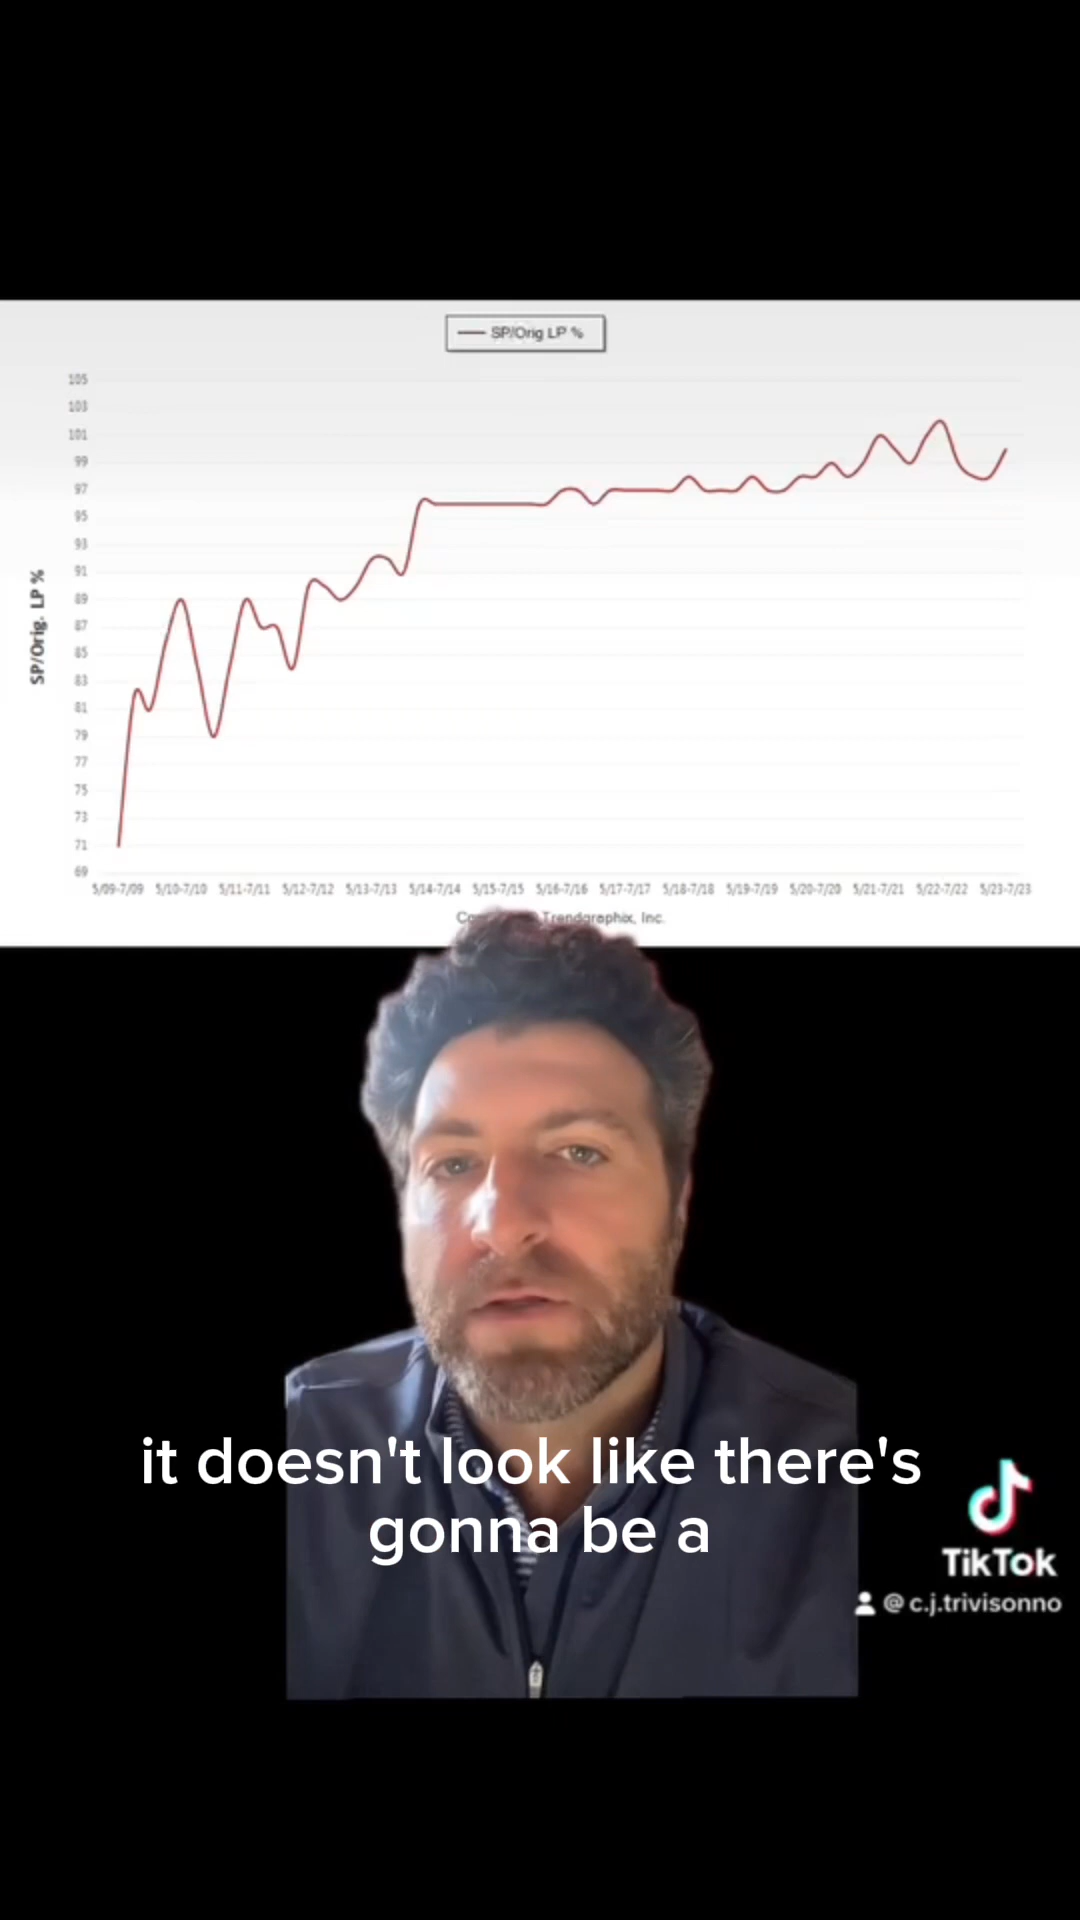 SP/Orig LP %
105
103
101
99
97
95
93
91
89
87
85
83
81
79
77
75
73
71
69
SP/Orig. LP %
5/09-7/09 5/10-7/10 5/11-7/11 5/12-7/12 5/13-7/13 5/14-7/14 5/15-7/15 5/16-7/16 5/17-7/17 5/18-7/18 5/19-7/19 5/20-7/20 5/21-7/21 5/22-7/22 5/23-7/23
Trendgraphix, Inc.
it doesn't look like there's
gonna be a
TikTok
@c.j.trivisonno